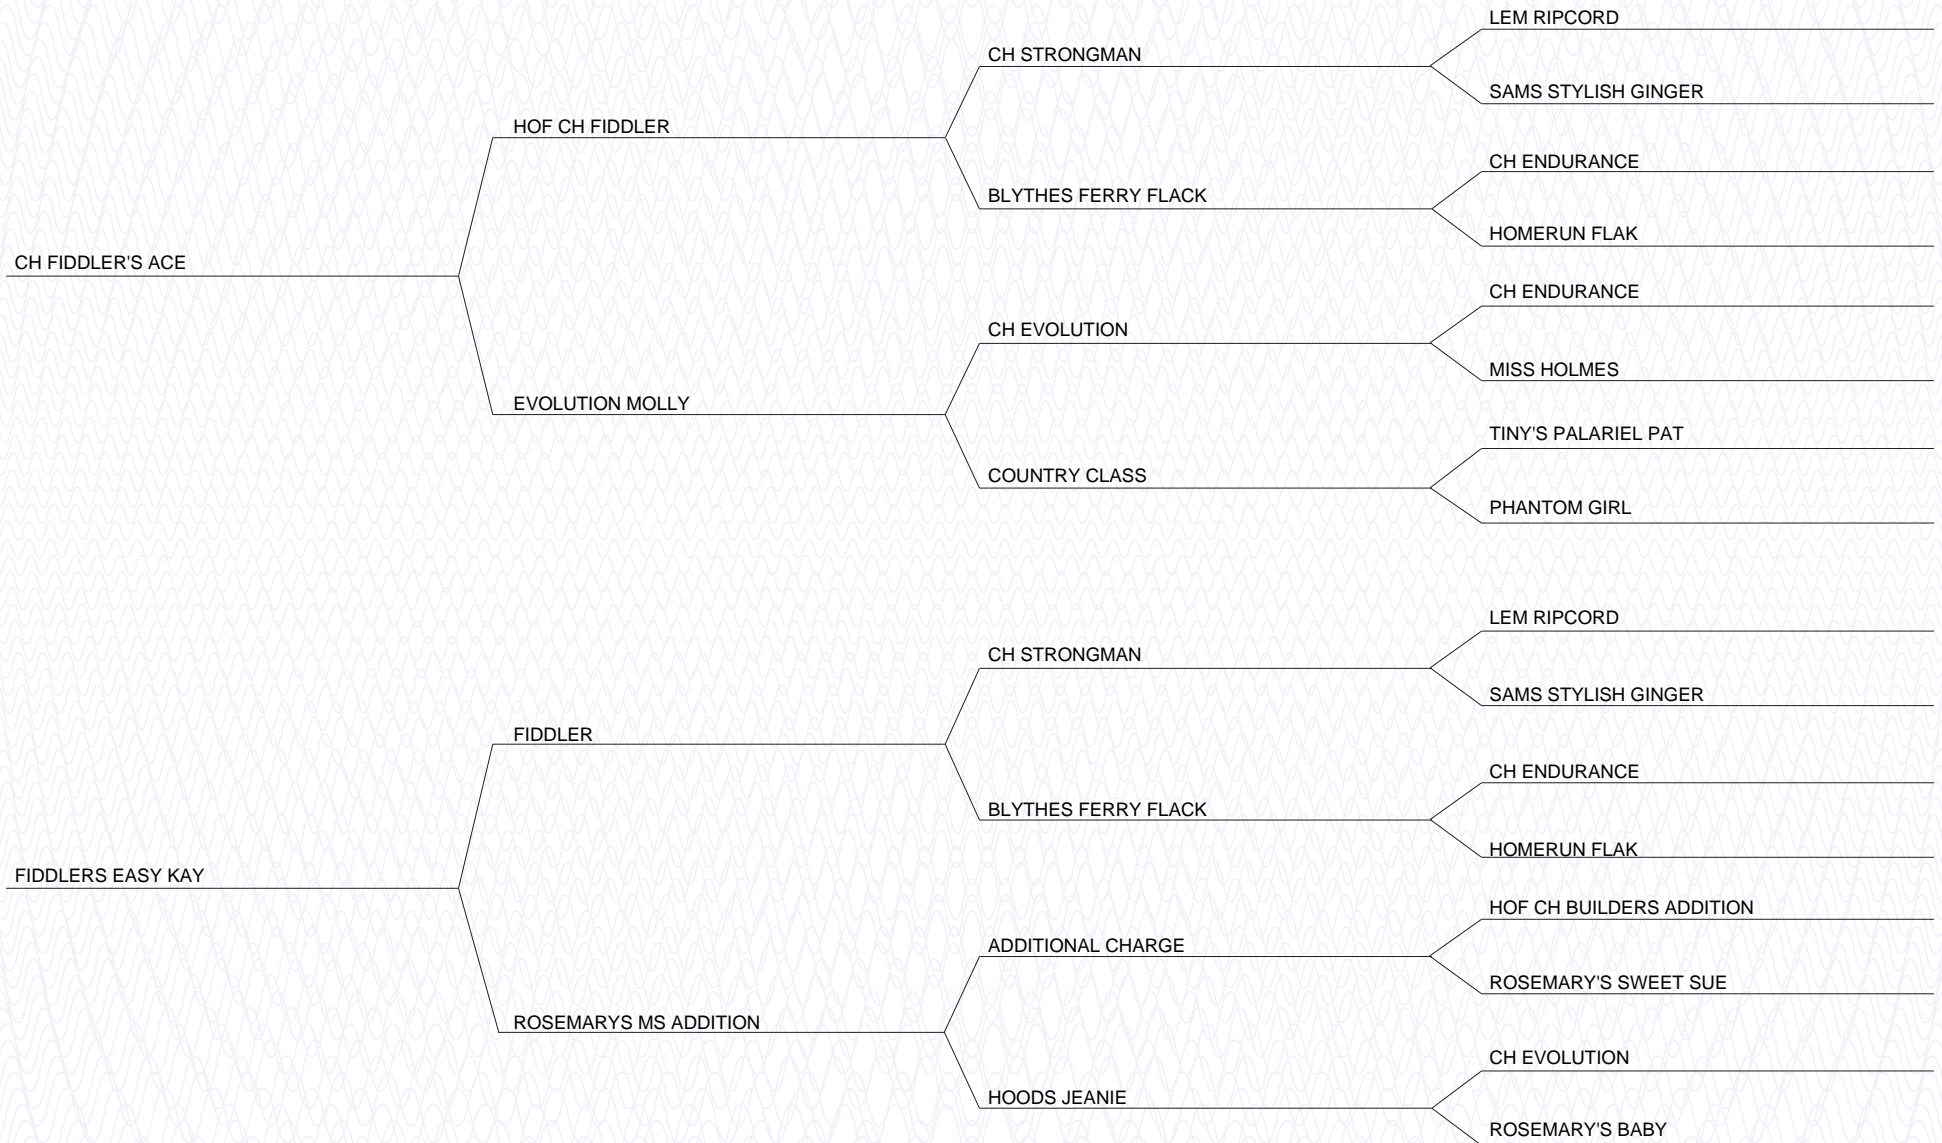 LEM RIPCORD
CH STRONGMAN
SAMS STYLISH GINGER
HOF CH FIDDLER
CH ENDURANCE
BLYTHES FERRY FLACK
HOMERUN FLAK
CH FIDDLER'S ACE
CH ENDURANCE
CH EVOLUTION
MISS HOLMES
EVOLUTION MOLLY
TINY'S PALARIEL PAT
COUNTRY CLASS
PHANTOM GIRL
LEM RIPCORD
CH STRONGMAN
SAMS STYLISH GINGER
FIDDLER
CH ENDURANCE
BLYTHES FERRY FLACK
HOMERUN FLAK
FIDDLERS EASY KAY
HOF CH BUILDERS ADDITION
ADDITIONAL CHARGE
ROSEMARY'S SWEET SUE
ROSEMARYS MS ADDITION
CH EVOLUTION
HOODS JEANIE
ROSEMARY'S BABY